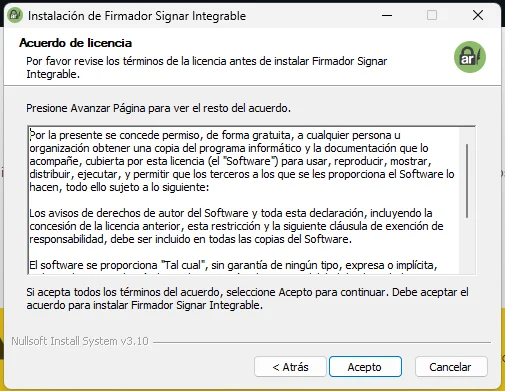 Instalación de Firmador Signar Integrable
Acuerdo de licencia
Por favor revise los términos de la licencia antes de instalar Firmador Signar
Integrable.
ar
Presione Avanzar Página para ver el resto del acuerdo.
Por la presente se concede permiso, de forma gratuita, a cualquier persona u
organización obtener una copia del programa informático y la documentación que lo
acompañe, cubierta por esta licencia (el "Software") para usar, reproducir, mostrar,
distribuir, ejecutar, y permitir que los terceros a los que se les proporciona el Software lo
hacen, todo ello sujeto a lo siguiente:
Los avisos de derechos de autor del Software y toda esta declaración, incluyendo la
concesión de la licencia anterior, esta restricción y la siguiente cláusula de exención de
responsabilidad, debe ser incluido en todas las copias del Software.
El software se proporciona "Tal cual", sin garantía de ningún tipo, expresa o implícita,
Si acepta todos los términos del acuerdo, seleccione Acepto para continuar. Debe aceptar el
acuerdo para instalar Firmador Signar Integrable.
Nullsoft Install System v3.10
< Atrás
Acepto
Cancelar